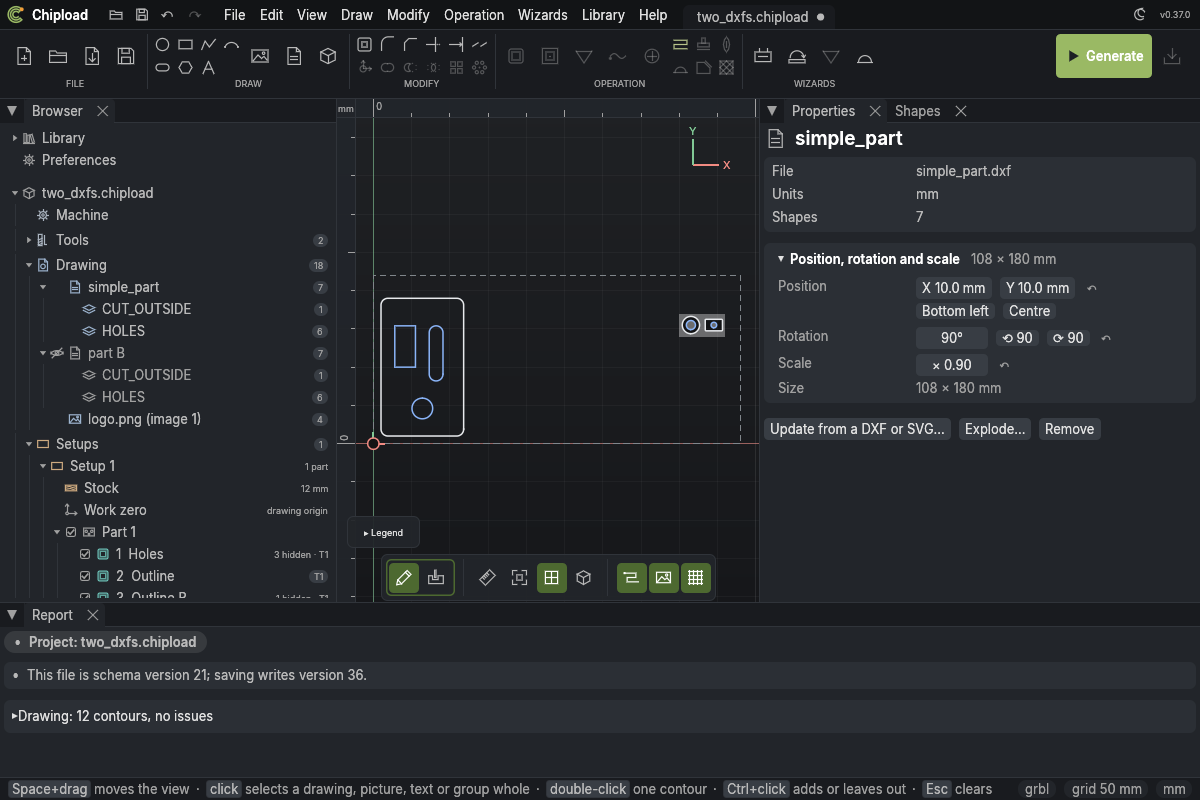 Chipload File Edit View Draw Modify Operation Wizards Library Help two_dxfs.chipload v0.37.0
FILE DRAW MODIFY OPERATION WIZARDS
Generate
Browser
Library
Preferences
two_dxfs.chipload
Machine
Tools 2
Drawing 18
simple_part 7
CUT_OUTSIDE 1
HOLES 6
part B 7
CUT_OUTSIDE 1
HOLES 6
logo.png (image 1) 4
Setups 1
Setup 1 1 part
Stock 12 mm
Work zero drawing origin
Part 1
1 Holes 3 hidden · T1
2 Outline T1
3 Outline B 1 hidden · T1
mm 0
0
Y
X
Legend
Properties Shapes
simple_part
File simple_part.dxf
Units mm
Shapes 7
Position, rotation and scale 108 × 180 mm
Position X 10.0 mm Y 10.0 mm
Bottom left Centre
Rotation 90° ⟲ 90 ⟳ 90
Scale × 0.90
Size 108 × 180 mm
Update from a DXF or SVG... Explode... Remove
Report
• Project: two_dxfs.chipload
• This file is schema version 21; saving writes version 36.
Drawing: 12 contours, no issues
Space+drag moves the view · click selects a drawing, picture, text or group whole · double-click one contour · Ctrl+click adds or leaves out · Esc clears grbl grid 50 mm mm